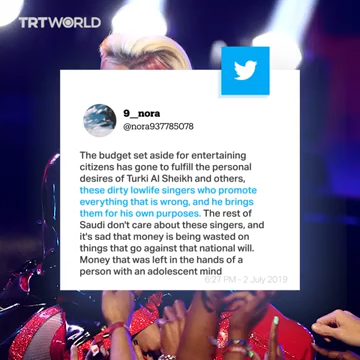 TRTWORLD
9__nora
@nora937785078
The budget set aside for entertaining
citizens has gone to fulfill the personal
desires of Turki Al Sheikh and others,
these dirty lowlife singers who promote
everything that is wrong, and he brings
them for his own purposes. The rest of
Saudi don't care about these singers, and
it's sad that money is being wasted on
things that go against that national will.
Money that was left in the hands of a
person with an adolescent mind
6:27 PM - 2 July 2019